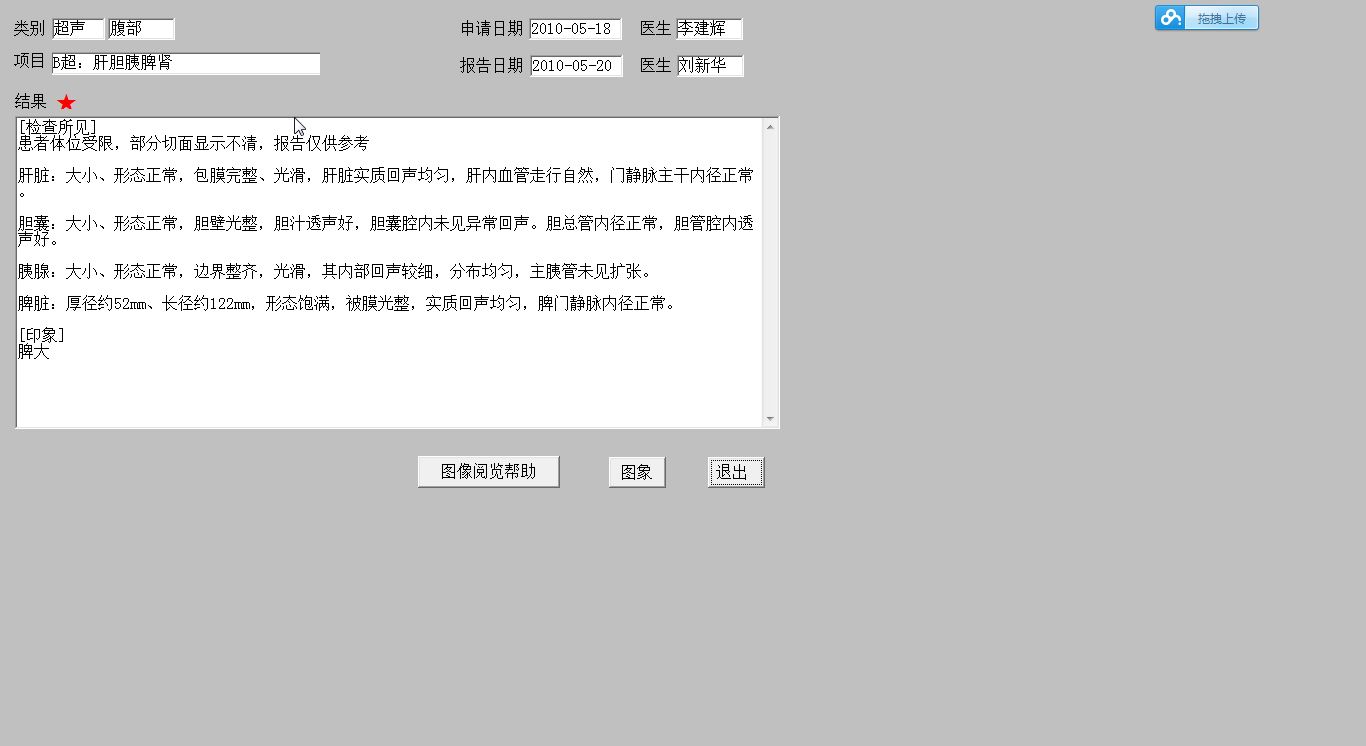 类别 超声 腹部 申请日期 2010-05-18 医生 李建辉
项目 B超：肝胆胰脾肾 报告日期 2010-05-20 医生 刘新华
拖拽上传
结果 ★
[检查所见]
患者体位受限，部分切面显示不清，报告仅供参考
肝脏：大小、形态正常，包膜完整、光滑，肝脏实质回声均匀，肝内血管走行自然，门静脉主干内径正常
。
胆囊：大小、形态正常，胆壁光整，胆汁透声好，胆囊腔内未见异常回声。胆总管内径正常，胆管腔内透
声好。
胰腺：大小、形态正常，边界整齐，光滑，其内部回声较细，分布均匀，主胰管未见扩张。
脾脏：厚径约52mm、长径约122mm，形态饱满，被膜光整，实质回声均匀，脾门静脉内径正常。
[印象]
脾大
图像阅览帮助 图象 退出